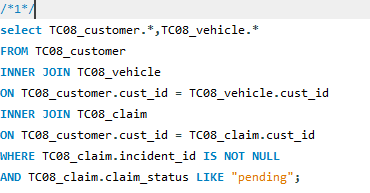 /*1*/
select TC08_customer.*,TC08_vehicle.*
FROM TC08_customer
INNER JOIN TC08_vehicle
ON TC08_customer.cust_id = TC08_vehicle.cust_id
INNER JOIN TC08_claim
ON TC08_customer.cust_id = TC08_claim.cust_id
WHERE TC08_claim.incident_id IS NOT NULL
AND TC08_claim.claim_status LIKE "pending";